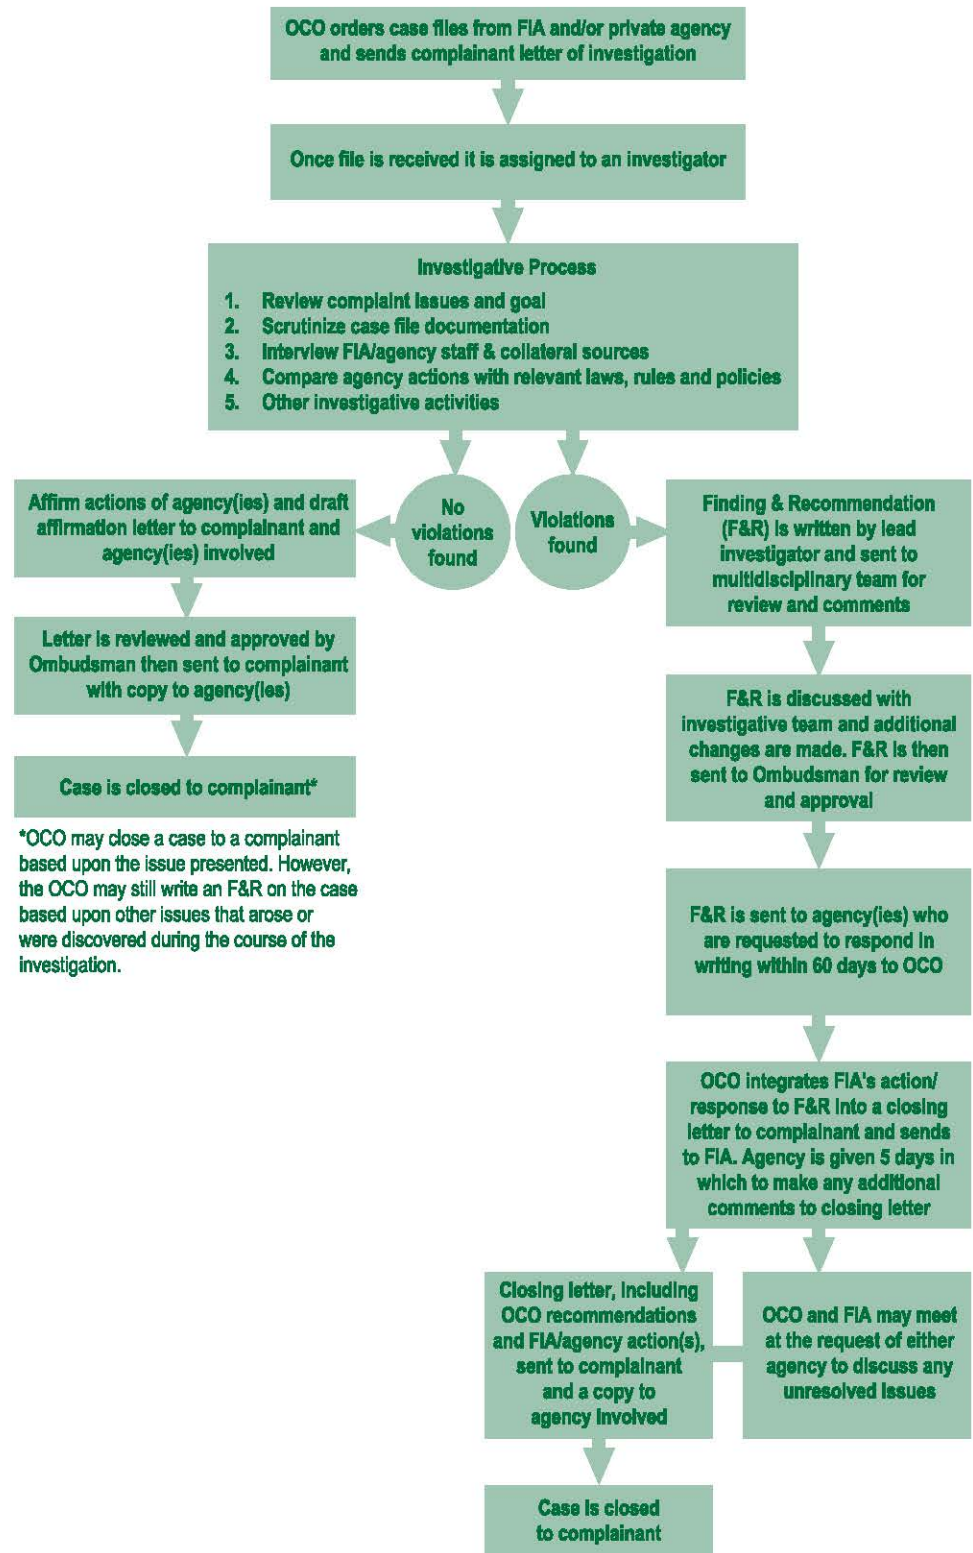 OCO orders case files from FIA and/or private agency
and sends complainant letter of investigation
Once file is received it is assigned to an investigator
Investigative Process
1. Review complaint issues and goal
2. Scrutinize case file documentation
3. Interview FIA/agency staff & collateral sources
4. Compare agency actions with relevant laws, rules and policies
5. Other investigative activities
No
violations
found
Violations
found
Affirm actions of agency(ies) and draft
affirmation letter to complainant and
agency(ies) involved
Letter is reviewed and approved by
Ombudsman then sent to complainant
with copy to agency(ies)
Case is closed to complainant*
*OCO may close a case to a complainant
based upon the issue presented. However,
the OCO may still write an F&R on the case
based upon other issues that arose or
were discovered during the course of the
investigation.
Finding & Recommendation
(F&R) is written by lead
investigator and sent to
multidisciplinary team for
review and comments
F&R is discussed with
investigative team and additional
changes are made. F&R is then
sent to Ombudsman for review
and approval
F&R is sent to agency(ies) who
are requested to respond in
writing within 60 days to OCO
OCO integrates FIA's action/
response to F&R into a closing
letter to complainant and sends
to FIA. Agency is given 5 days in
which to make any additional
comments to closing letter
Closing letter, including
OCO recommendations
and FIA/agency action(s),
sent to complainant
and a copy to
agency involved
OCO and FIA may meet
at the request of either
agency to discuss any
unresolved issues
Case is closed
to complainant